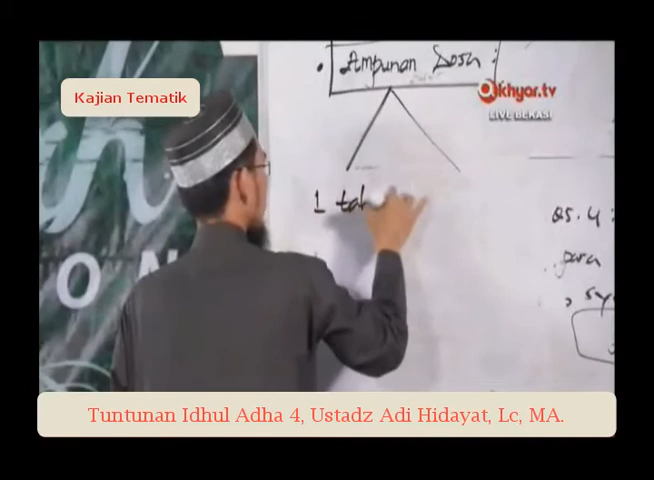 Kajian Tematik
• Ampunan Dosa :
akhyar.tv
LIVE BEKASI
1 tah
QS. 4 :
para
O N
Tuntunan Idhul Adha 4, Ustadz Adi Hidayat, Lc, MA.